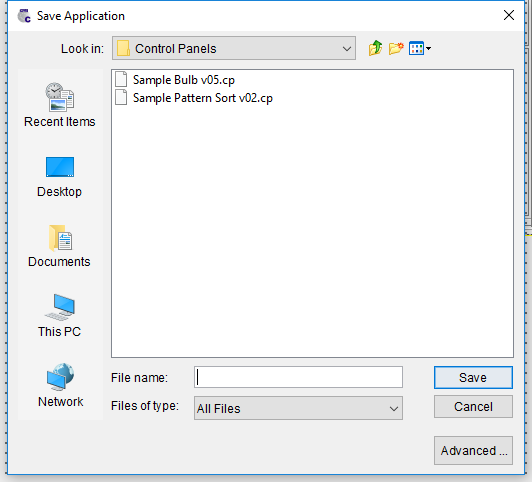 Save Application
Look in: Control Panels
Sample Bulb v05.cp
Sample Pattern Sort v02.cp
Recent Items
Desktop
Documents
This PC
Network
File name: Save
Files of type: All Files Cancel
Advanced ...